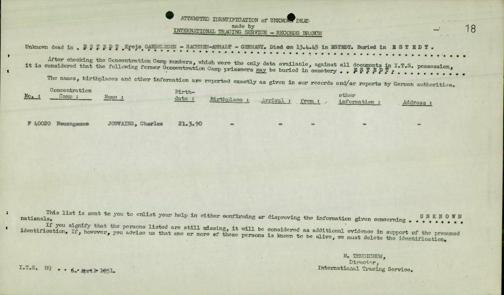 18
ATTEMPTED IDENTIFICATION of UNKNOWN DEAD
made by
INTERNATIONAL TRACING SERVICE - RECORDS BRANCH
Unknown dead in . . E S T E D T, Kreis GARDELEGEN - SACHSEN-ANHALT - GERMANY. Died on 13.4.45 in ESTEDT. Buried in E S T E D T .
After checking the Concentration Camp numbers, which were the only data available, against all documents in I.T.S. possession,
it is considered that the following former Concentration Camp prisoners may be buried in cemetery . . E S T E D T .
The names, birthplaces and other information are reported exactly as given in our records and/or reports by German authorities.
No. : Concentration Camp : Name : Birth-date : Birthplace : Arrival : from : other information : Address :
F 40020 Neuengamme Charles 21.3.90 - - - - -
This list is sent to you to enlist your help in either confirming or disproving the information given concerning . . U N K N O W N
nationals.
If you signify that the persons listed are still missing, it will be considered as additional evidence in support of the presumed
identification. If, however, you advise us that one or more of these persons is known to be alive, we must delete the identification.
Director,
International Tracing Service.
I.T.S. . . 6. April 1951.